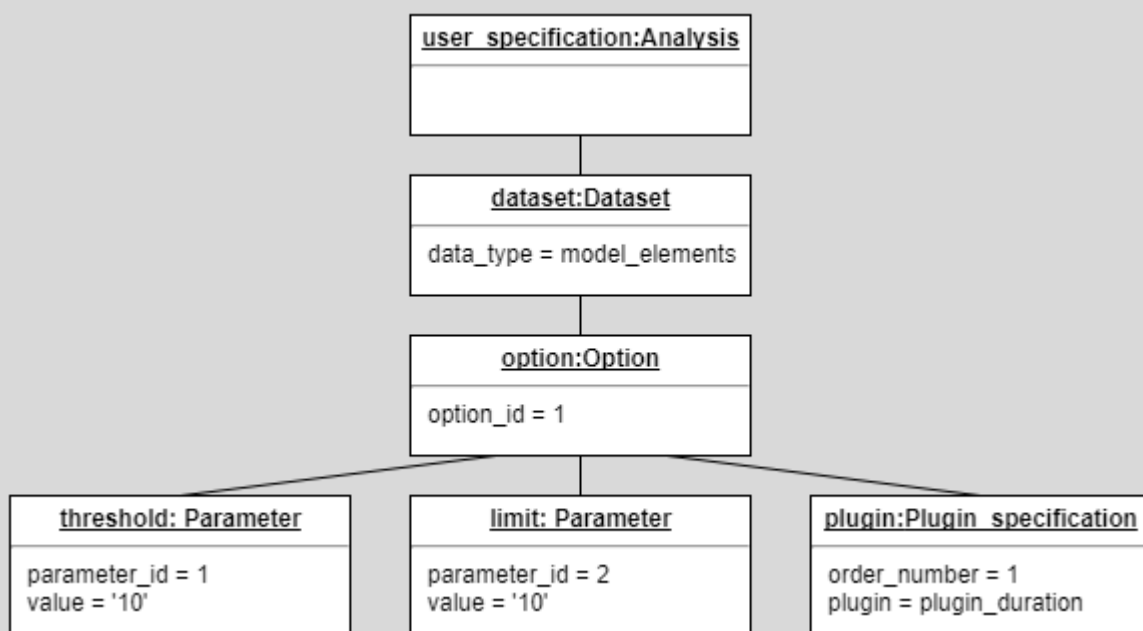 user_specification:Analysis
dataset:Dataset
data_type = model_elements
option:Option
option_id = 1
threshold: Parameter
parameter_id = 1
value = '10'
limit: Parameter
parameter_id = 2
value = '10'
plugin:Plugin_specification
order_number = 1
plugin = plugin_duration